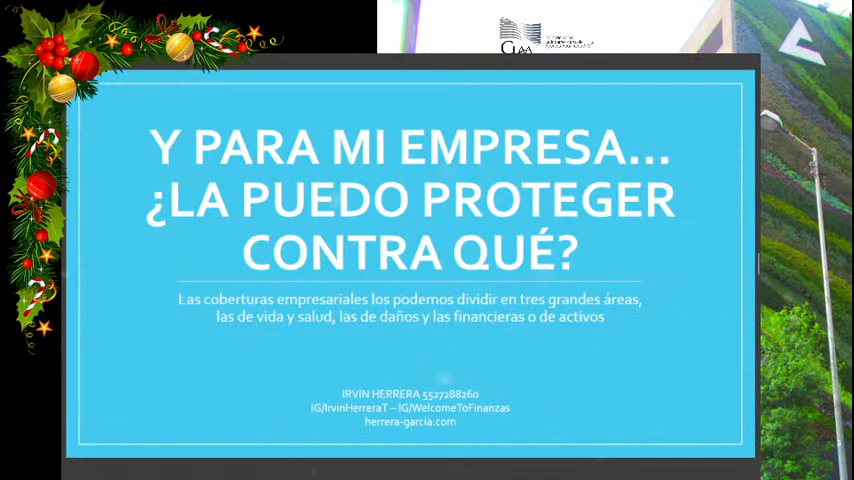 Y PARA MI EMPRESA...
¿LA PUEDO PROTEGER
CONTRA QUÉ?
Las coberturas empresariales los podemos dividir en tres grandes áreas,
las de vida y salud, las de daños y las financieras o de activos
IRVIN HERRERA 5527288260
IG/IrvinHerreraT – IG/WelcomeToFinanzas
herrera-garcia.com